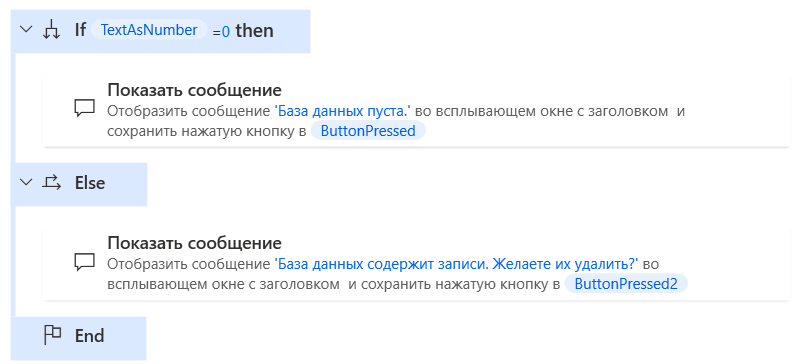 If TextAsNumber =0 then
Показать сообщение
Отобразить сообщение 'База данных пуста.' во всплывающем окне с заголовком  и
сохранить нажатую кнопку в ButtonPressed
Else
Показать сообщение
Отобразить сообщение 'База данных содержит записи. Желаете их удалить?' во
всплывающем окне с заголовком  и сохранить нажатую кнопку в ButtonPressed2
End